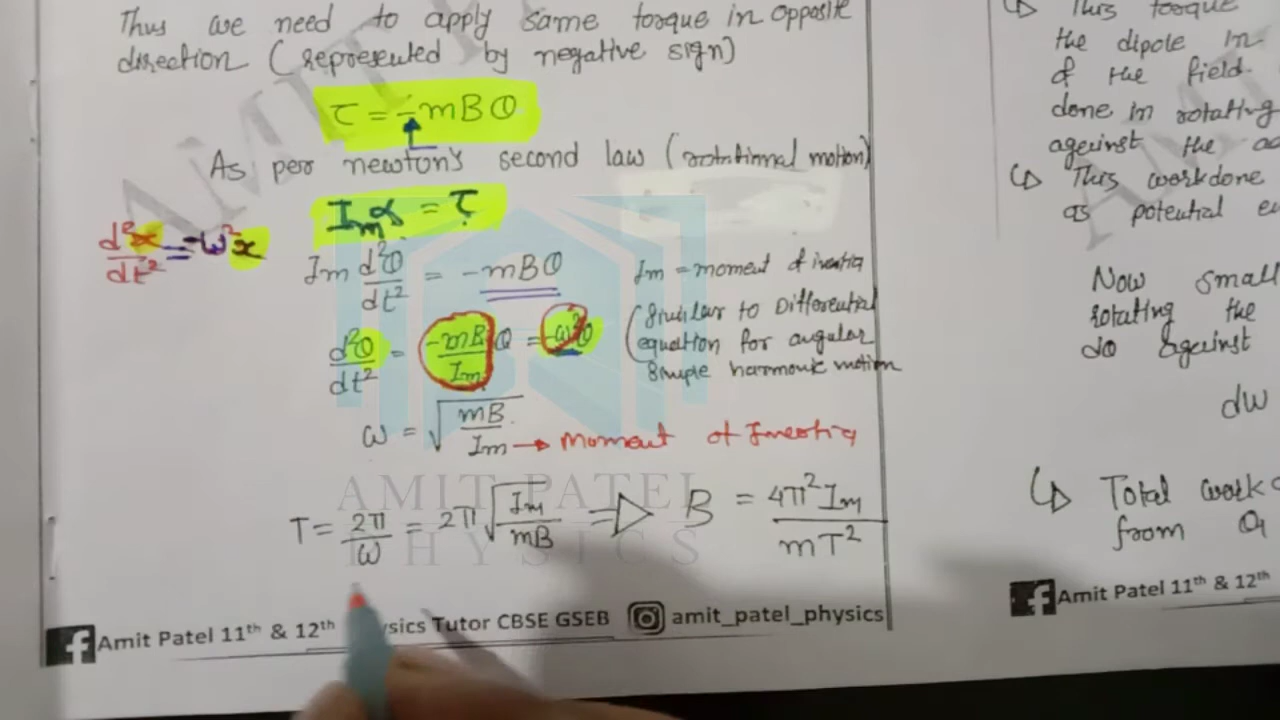 Thus we need to apply same torque in opposite
direction (represented by negative sign)
τ = -mBθ
As per newton's second law (rotational motion)
Imα = τ
d²x/dt² = -ω²x
Im d²θ/dt² = -mBθ
Im = moment of inertia
d²θ/dt² = -mB/Im θ = -ω²θ
(Similar to Differential
equation for angular
Simple harmonic motion
ω = √(mB/Im) → Moment of Inertia
AMIT PATEL
PHYSICS
T = 2π/ω = 2π√(Im/mB) ⇒ B = 4π²Im/mT²
Amit Patel 11th & 12th Physics Tutor CBSE GSEB amit_patel_physics
↳ This torque
the dipole in
of the field.
done in rotating
against the
↳ This workdone
as potential
Now small
rotating the
do against
dw
↳ Total work
from θ
Amit Patel 11th & 12th